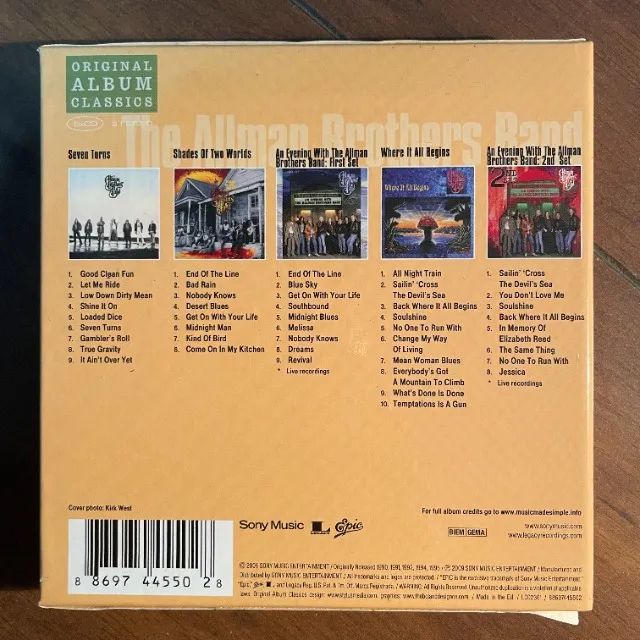 ORIGINAL
ALBUM
CLASSICS
5xCD
The Allman Brothers Band
Seven Turns
1. Good Clean Fun
2. Let Me Ride
3. Low Down Dirty Mean
4. Shine It On
5. Loaded Dice
6. Seven Turns
7. Gambler's Roll
8. True Gravity
9. It Ain't Over Yet
Shades Of Two Worlds
1. End Of The Line
2. Bad Rain
3. Nobody Knows
4. Desert Blues
5. Get On With Your Life
6. Midnight Man
7. Kind Of Bird
8. Come On In My Kitchen
An Evening With The Allman
Brothers Band: First Set
1. End Of The Line
2. Blue Sky
3. Get On With Your Life
4. Southbound
5. Midnight Blues
6. Melissa
7. Nobody Knows
8. Dreams
9. Revival
* Live recordings
Where It All Begins
Where It All Begins
1. All Night Train
2. Sailin' 'Cross
The Devil's Sea
3. Back Where It All Begins
4. Soulshine
5. No One To Run With
6. Change My Way
Of Living
7. Mean Woman Blues
8. Everybody's Got
A Mountain To Climb
9. What's Done Is Done
10. Temptations Is A Gun
An Evening With The Allman
Brothers Band: 2nd Set
1. Sailin' 'Cross
The Devil's Sea
2. You Don't Love Me
3. Soulshine
4. Back Where It All Begins
5. In Memory Of
Elizabeth Reed
6. The Same Thing
7. No One To Run With
8. Jessica
* Live recordings
Cover photo: Kirk West
For full album credits go to www.musicmadesimple.info
8 8697 44550 2 8
Sony Music
Epic
BIEM GEMA
www.sonymusic.com
www.legacyrecordings.com